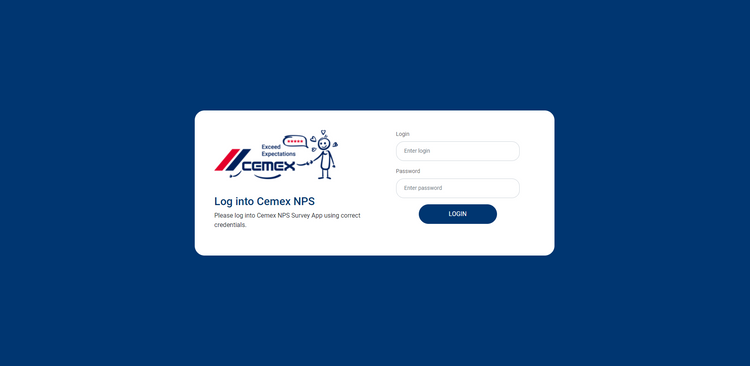 Exceed
Expectations
CEMEX
Log into Cemex NPS
Please log into Cemex NPS Survey App using correct
credentials.
Login
Enter login
Password
Enter password
LOGIN